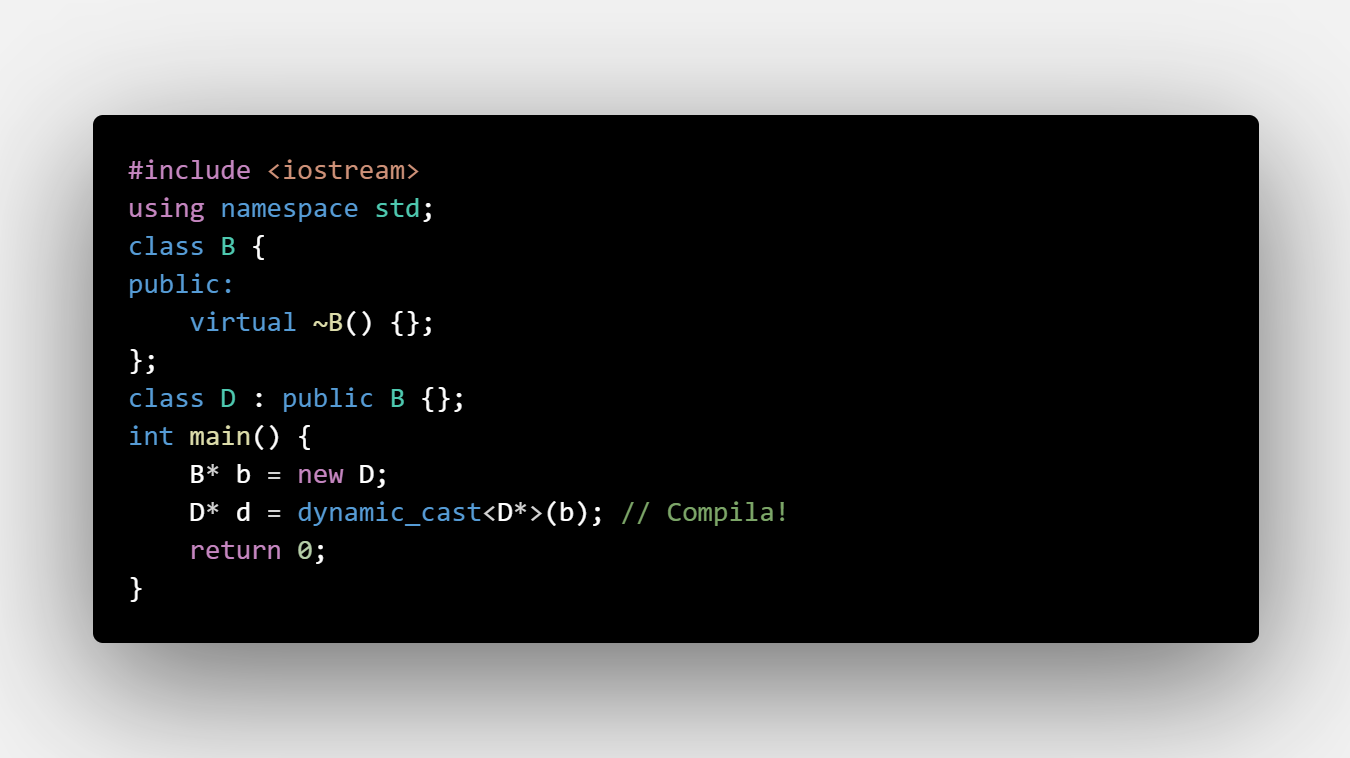 #include <iostream>
using namespace std;
class B {
public:
    virtual ~B() {};
};
class D : public B {};
int main() {
    B* b = new D;
    D* d = dynamic_cast<D*>(b); // Compila!
    return 0;
}